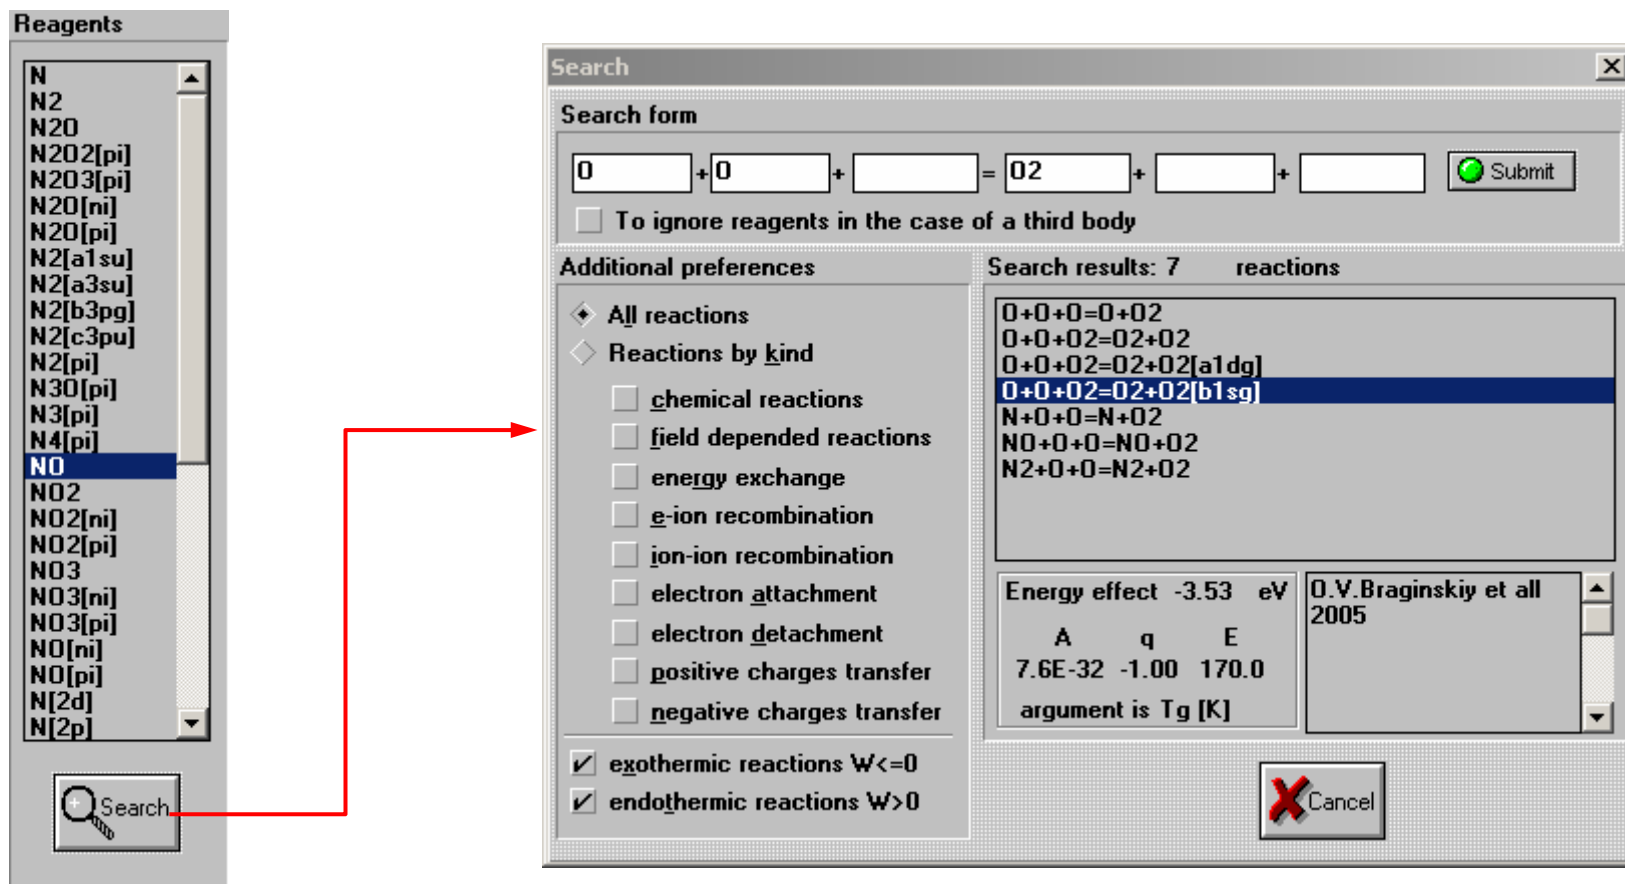 Reagents
N
N2
N2O
N2O2[pi]
N2O3[pi]
N2O[ni]
N2O[pi]
N2[a1su]
N2[a3su]
N2[b3pg]
N2[c3pu]
N2[pi]
N3O[pi]
N3[pi]
N4[pi]
NO
NO2
NO2[ni]
NO2[pi]
NO3
NO3[ni]
NO3[pi]
NO[ni]
NO[pi]
N[2d]
N[2p]
Search
Search
Search form
O + O + = O2 + + Submit
To ignore reagents in the case of a third body
Additional preferences
All reactions
Reactions by kind
chemical reactions
field depended reactions
energy exchange
e-ion recombination
ion-ion recombination
electron attachment
electron detachment
positive charges transfer
negative charges transfer
exothermic reactions W<=0
endothermic reactions W>0
Search results: 7 reactions
O+O+O=O+O2
O+O+O2=O2+O2
O+O+O2=O2+O2[a1dg]
O+O+O2=O2+O2[b1sg]
N+O+O=N+O2
NO+O+O=NO+O2
N2+O+O=N2+O2
Energy effect -3.53 eV
A q E
7.6E-32 -1.00 170.0
argument is Tg [K]
O.V.Braginskiy et all
2005
Cancel